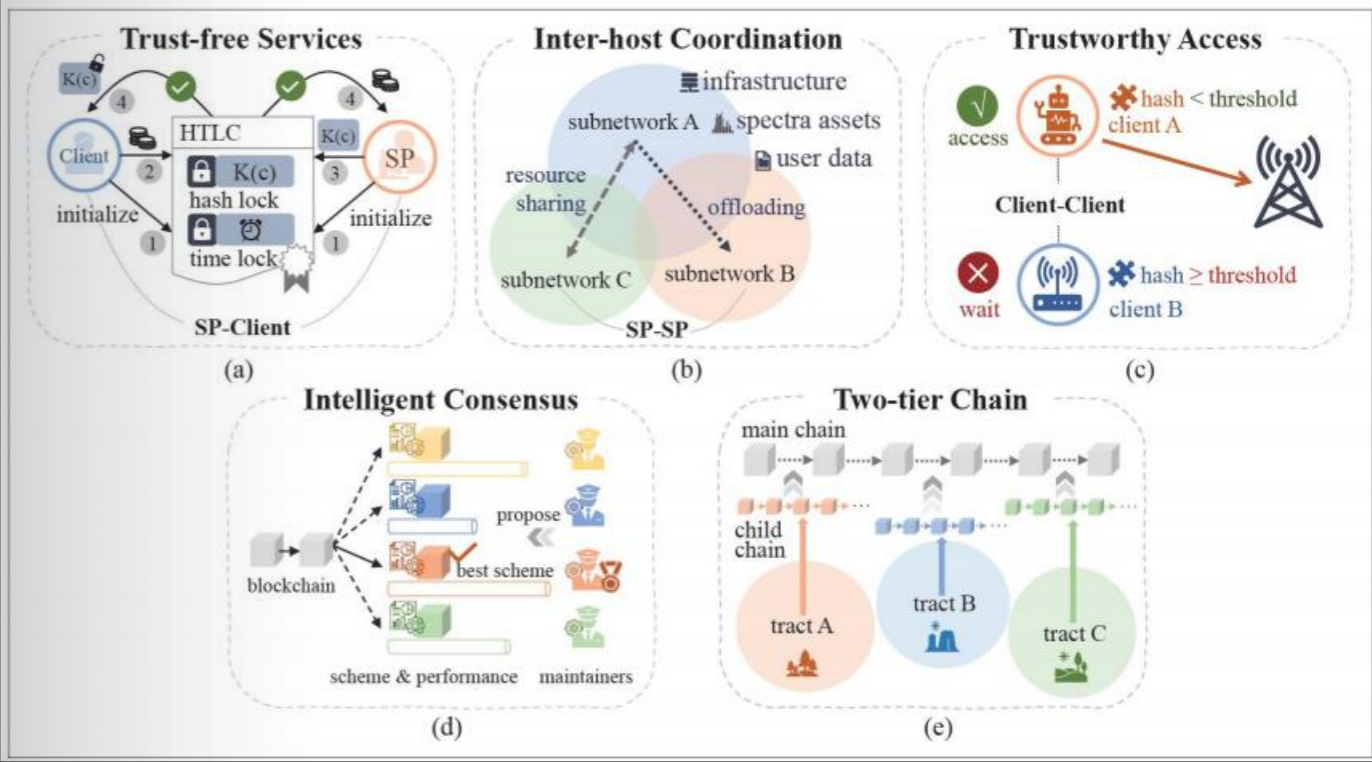 Trust-free Services
K(c)
4
4
HTLC
K(c)
Client
2
K(c)
3
SP
hash lock
initialize
initialize
1
1
time lock
SP-Client
(a)
Inter-host Coordination
infrastructure
subnetwork A
spectra assets
user data
resource
sharing
offloading
subnetwork C
subnetwork B
SP-SP
(b)
Trustworthy Access
√
access
hash < threshold
client A
Client-Client
wait
hash ≥ threshold
client B
(c)
Intelligent Consensus
propose
best scheme
blockchain
scheme & performance
maintainers
(d)
Two-tier Chain
main chain
child
chain
tract A
tract B
tract C
(e)